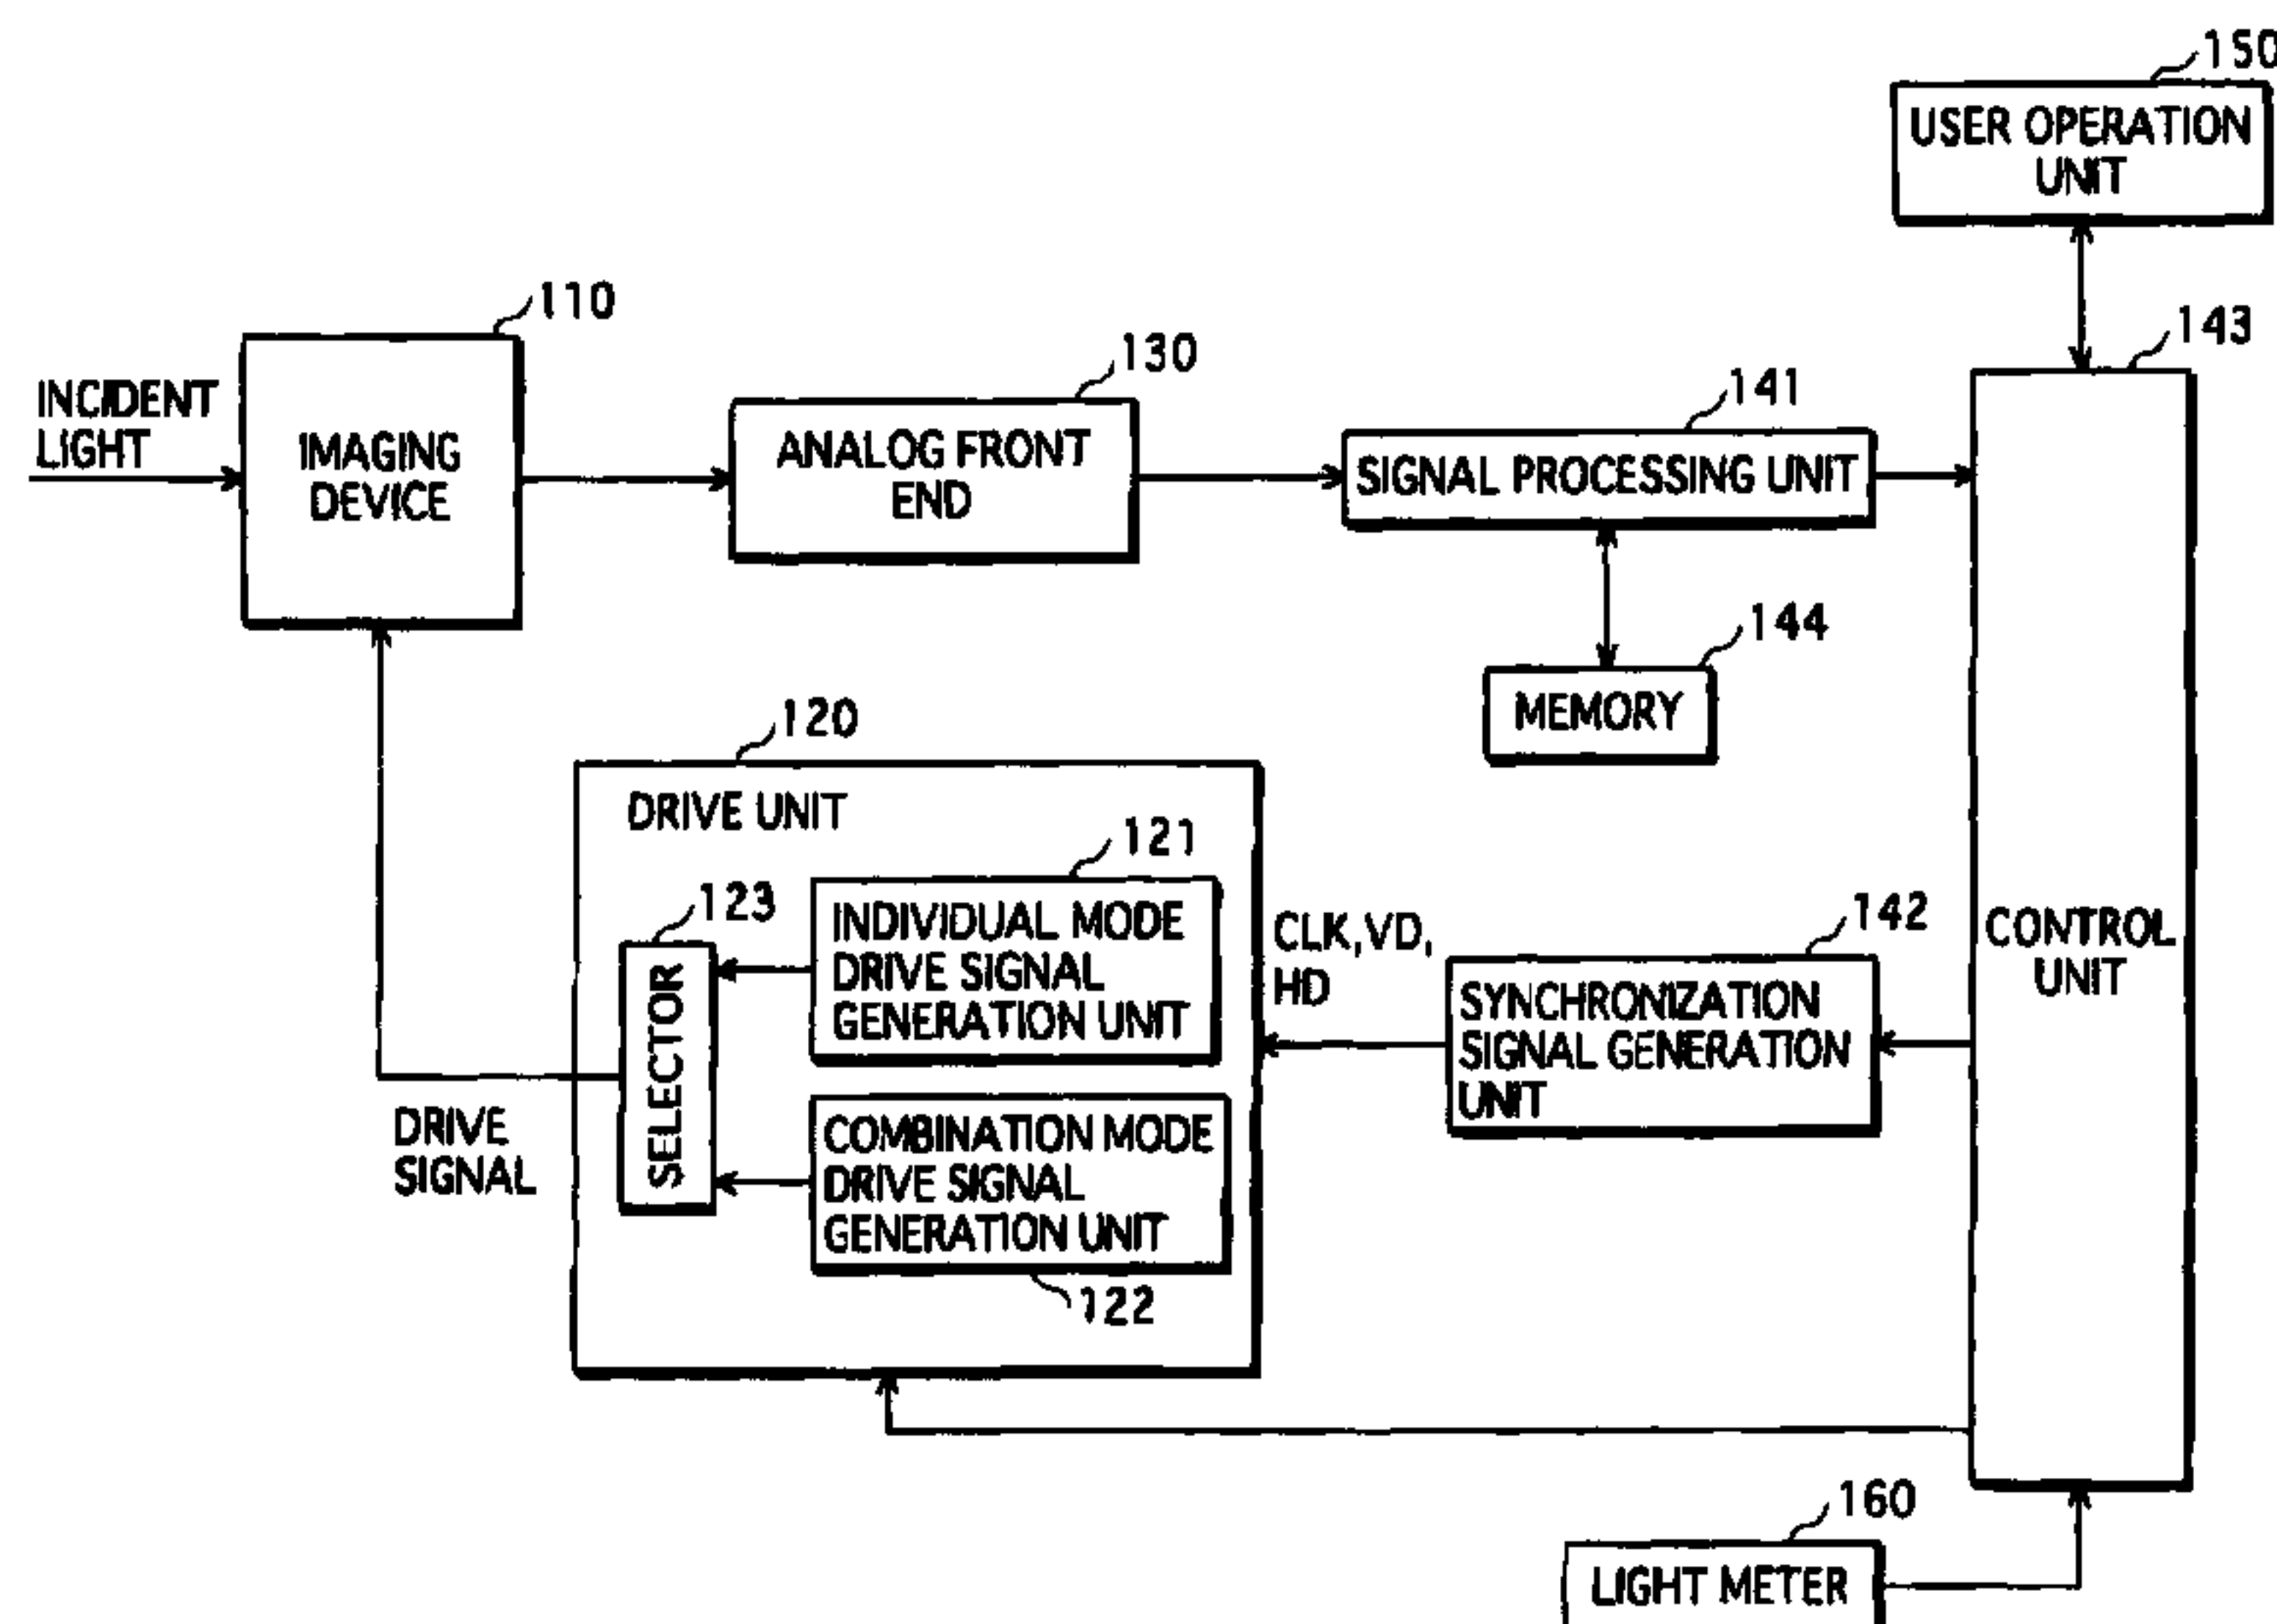 150
USER OPERATION
UNIT
110
143
130
INCIDENT
LIGHT
141
IMAGING
DEVICE
ANALOG FRONT
END
SIGNAL PROCESSING UNIT
144
MEMORY
120
DRIVE UNIT
121
123
INDIVIDUAL MODE
DRIVE SIGNAL
GENERATION UNIT
CLK,VD,
HD
142
CONTROL
UNIT
SYNCHRONIZATION
SIGNAL GENERATION
UNIT
SELECTOR
DRIVE
SIGNAL
COMBINATION MODE
DRIVE SIGNAL
GENERATION UNIT
122
160
LIGHT METER